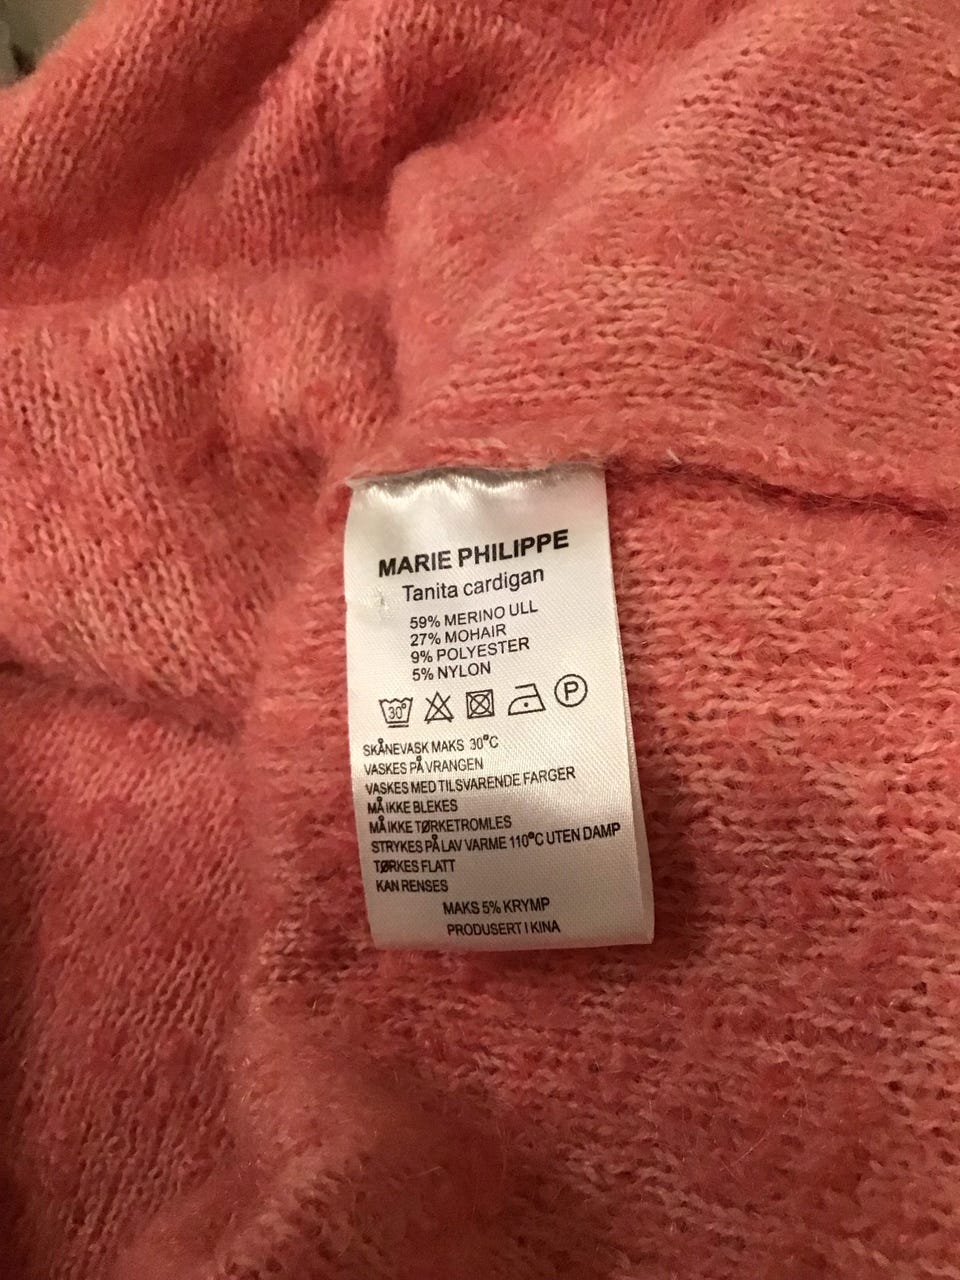 MARIE PHILIPPE
Tanita cardigan
59% MERINO ULL
27% MOHAIR
9% POLYESTER
5% NYLON
30° P
SKÅNEVASK MAKS 30°C
VASKES PÅ VRANGEN
VASKES MED TILSVARENDE FARGER
MÅ IKKE BLEKES
MÅ IKKE TØRKETROMLES
STRYKES PÅ LAV VARME 110°C UTEN DAMP
TØRKES FLATT
KAN RENSES
MAKS 5% KRYMP
PRODUSERT I KINA